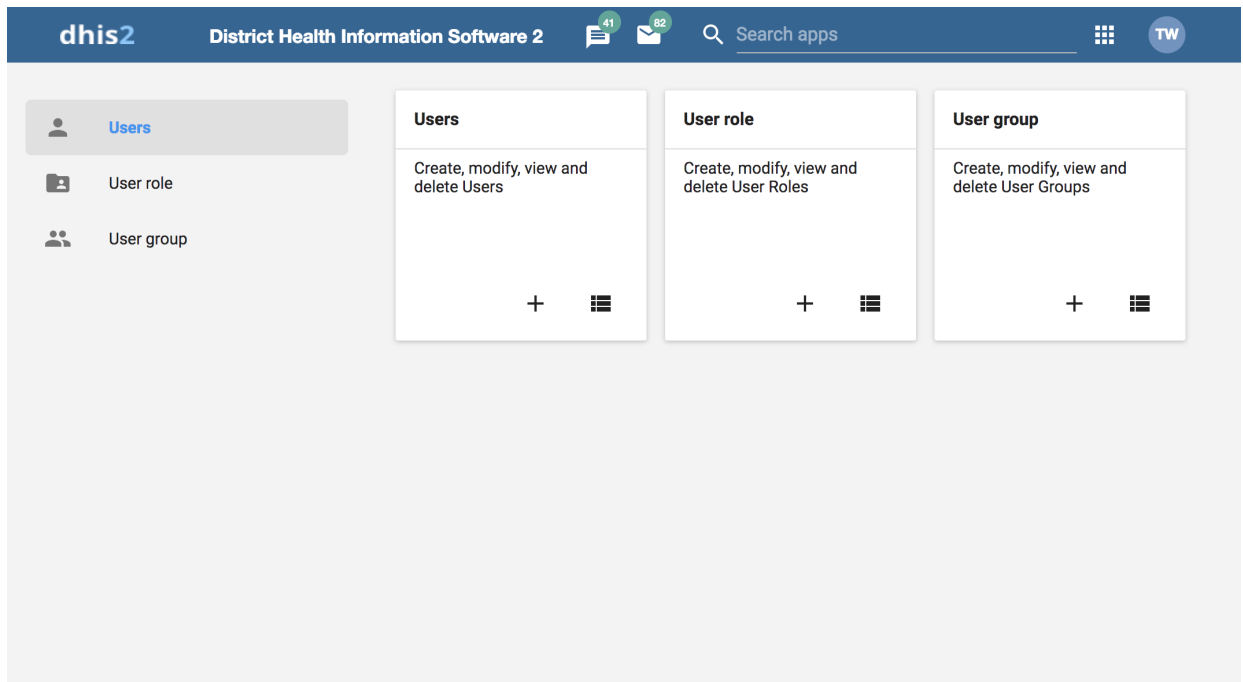 dhis2
District Health Information Software 2
41
82
Search apps
TW
Users
User role
User group
Users
Create, modify, view and
delete Users
User role
Create, modify, view and
delete User Roles
User group
Create, modify, view and
delete User Groups